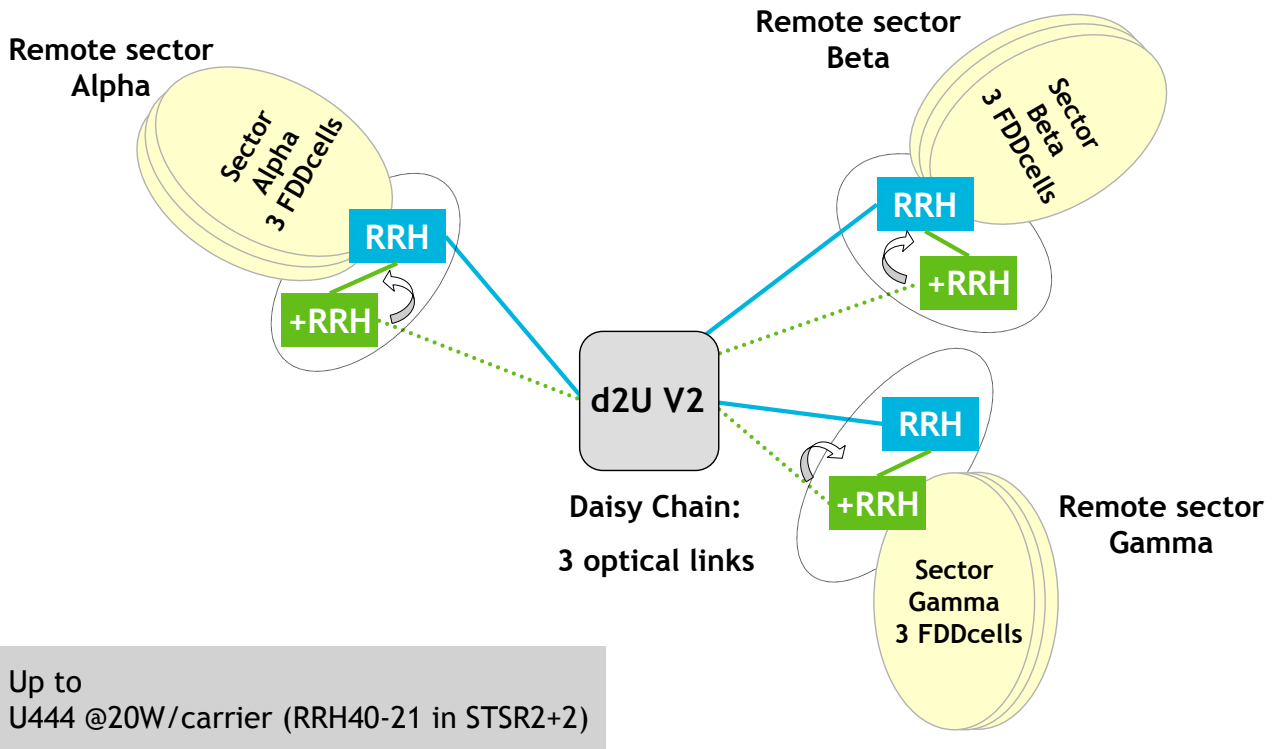 Remote sector
Alpha
Sector
Alpha
3 FDDcells
RRH
+RRH
Remote sector
Beta
Sector
Beta
3 FDDcells
RRH
+RRH
d2U V2
Daisy Chain:
3 optical links
RRH
+RRH
Remote sector
Gamma
Sector
Gamma
3 FDDcells
Up to
U444 @20W/carrier (RRH40-21 in STSR2+2)